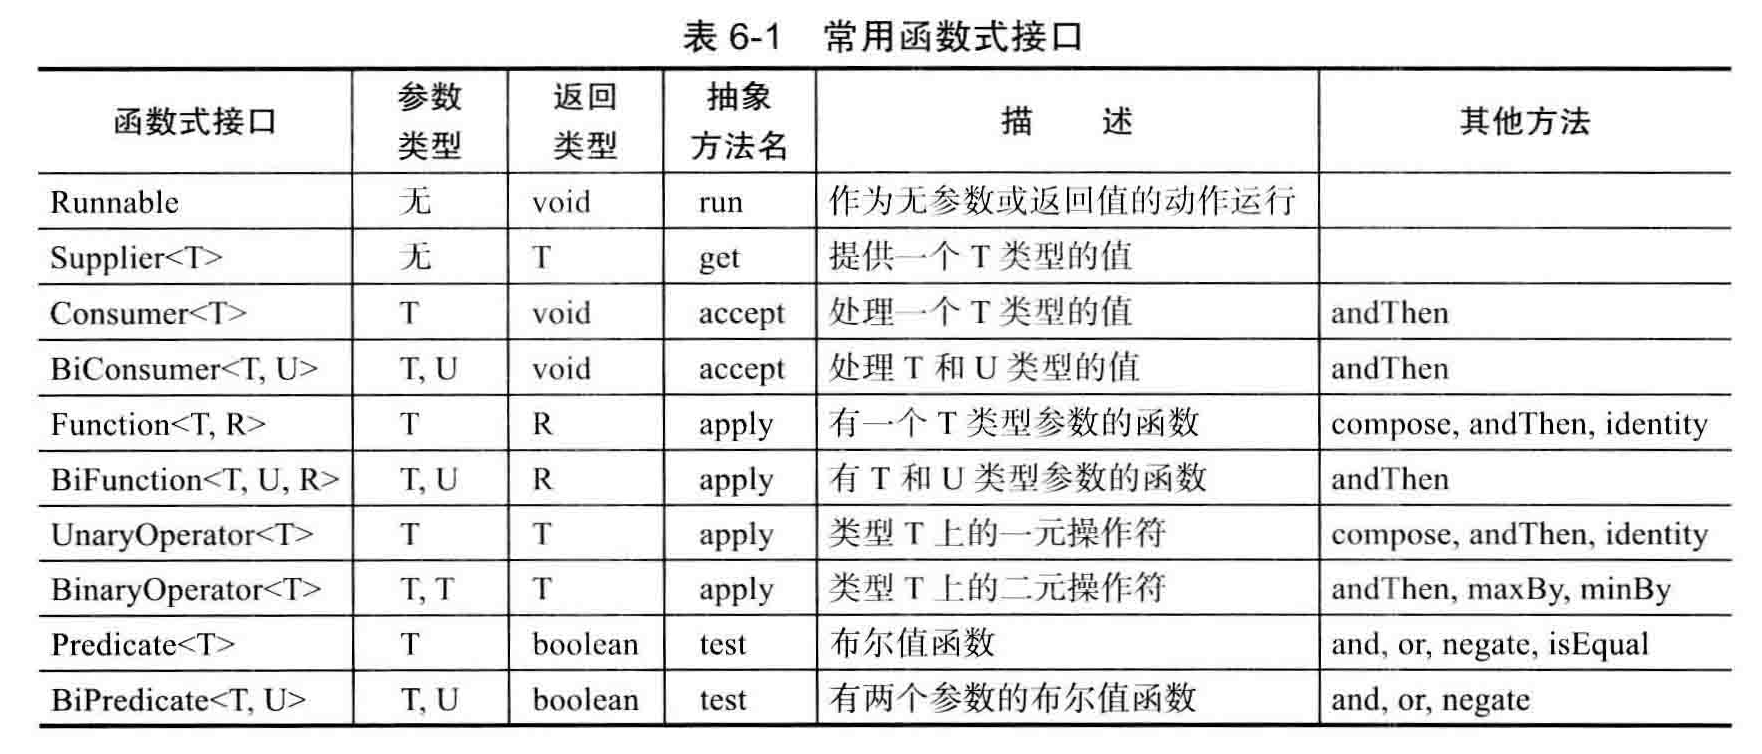 表 6-1 常用函数式接口
函数式接口 参数类型 返回类型 抽象方法名 描 述 其他方法
Runnable 无 void run 作为无参数或返回值的动作运行
Supplier<T> 无 T get 提供一个 T 类型的值
Consumer<T> T void accept 处理一个 T 类型的值 andThen
BiConsumer<T, U> T, U void accept 处理 T 和 U 类型的值 andThen
Function<T, R> T R apply 有一个 T 类型参数的函数 compose, andThen, identity
BiFunction<T, U, R> T, U R apply 有 T 和 U 类型参数的函数 andThen
UnaryOperator<T> T T apply 类型 T 上的一元操作符 compose, andThen, identity
BinaryOperator<T> T, T T apply 类型 T 上的二元操作符 andThen, maxBy, minBy
Predicate<T> T boolean test 布尔值函数 and, or, negate, isEqual
BiPredicate<T, U> T, U boolean test 有两个参数的布尔值函数 and, or, negate